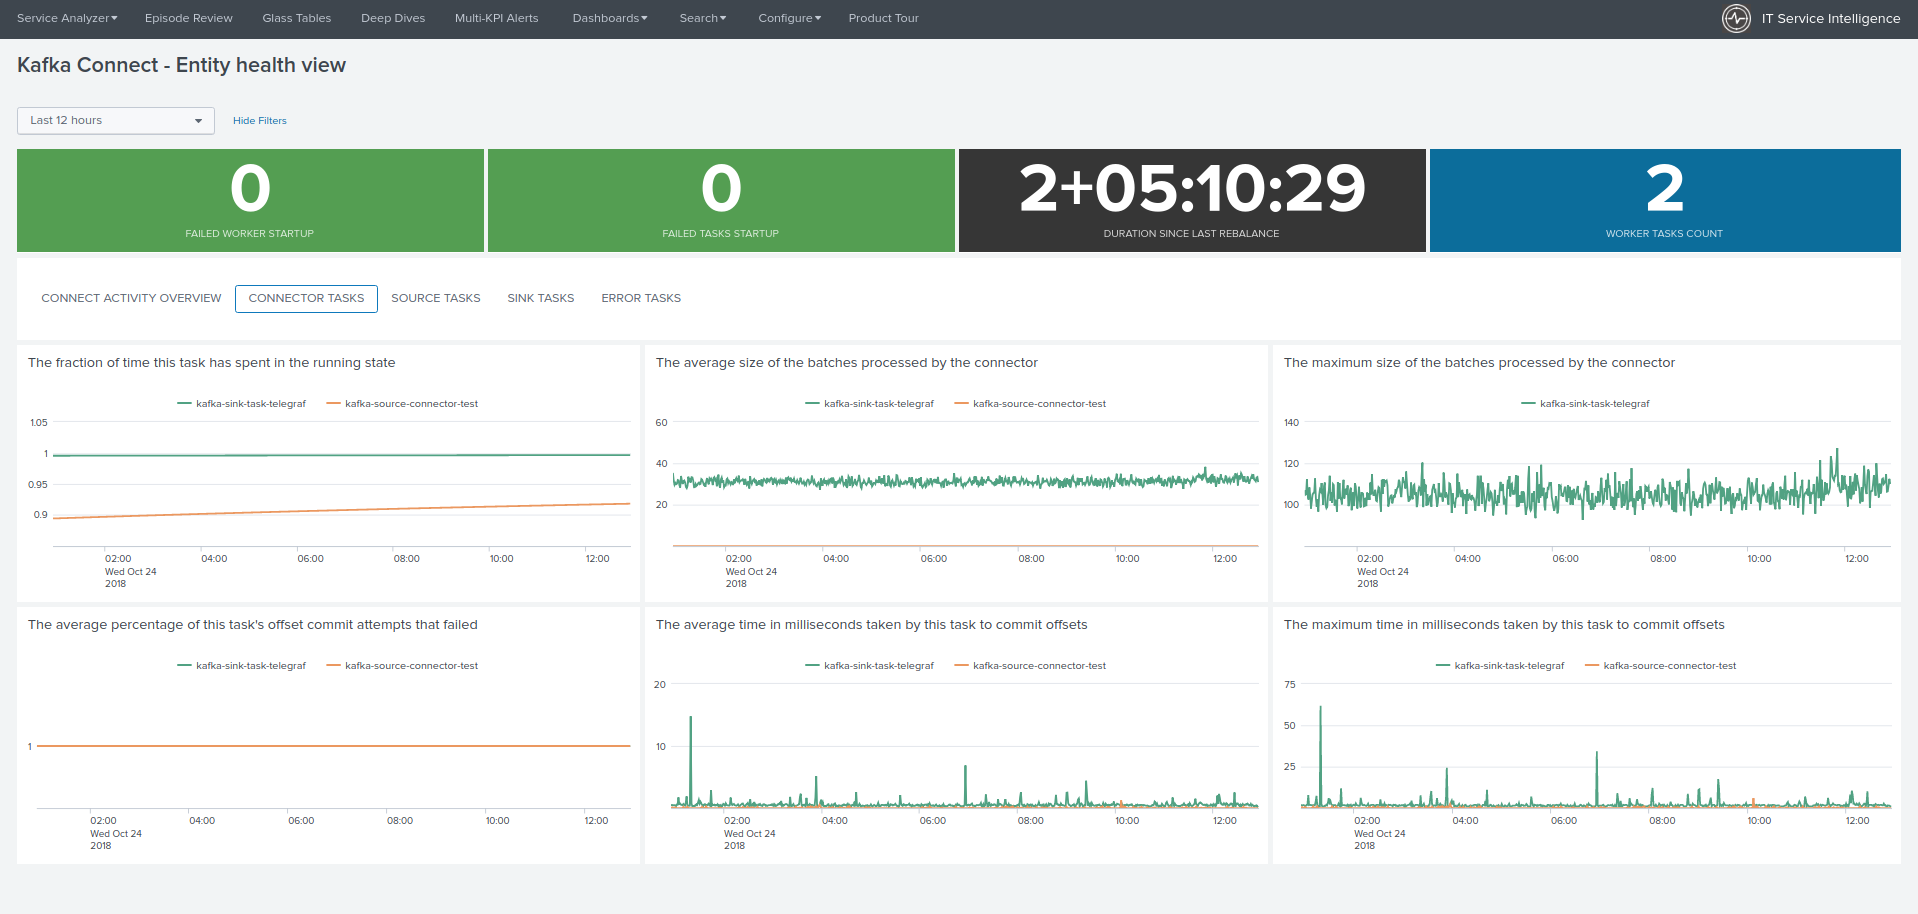 Service Analyzer Episode Review Glass Tables Deep Dives Multi-KPI Alerts Dashboards Search Configure Product Tour IT Service Intelligence
Kafka Connect - Entity health view
Last 12 hours Hide Filters
0 0 2+05:10:29 2
FAILED WORKER STARTUP FAILED TASKS STARTUP DURATION SINCE LAST REBALANCE WORKER TASKS COUNT
CONNECT ACTIVITY OVERVIEW CONNECTOR TASKS SOURCE TASKS SINK TASKS ERROR TASKS
The fraction of time this task has spent in the running state
kafka-sink-task-telegraf kafka-source-connector-test
1.05
1
0.95
0.9
02:00 04:00 06:00 08:00 10:00 12:00
Wed Oct 24
2018
The average size of the batches processed by the connector
kafka-sink-task-telegraf kafka-source-connector-test
60
40
20
02:00 04:00 06:00 08:00 10:00 12:00
Wed Oct 24
2018
The maximum size of the batches processed by the connector
kafka-sink-task-telegraf
140
120
100
02:00 04:00 06:00 08:00 10:00 12:00
Wed Oct 24
2018
The average percentage of this task's offset commit attempts that failed
kafka-sink-task-telegraf kafka-source-connector-test
1
02:00 04:00 06:00 08:00 10:00 12:00
Wed Oct 24
2018
The average time in milliseconds taken by this task to commit offsets
kafka-sink-task-telegraf kafka-source-connector-test
20
10
02:00 04:00 06:00 08:00 10:00 12:00
Wed Oct 24
2018
The maximum time in milliseconds taken by this task to commit offsets
kafka-sink-task-telegraf kafka-source-connector-test
75
50
25
02:00 04:00 06:00 08:00 10:00 12:00
Wed Oct 24
2018